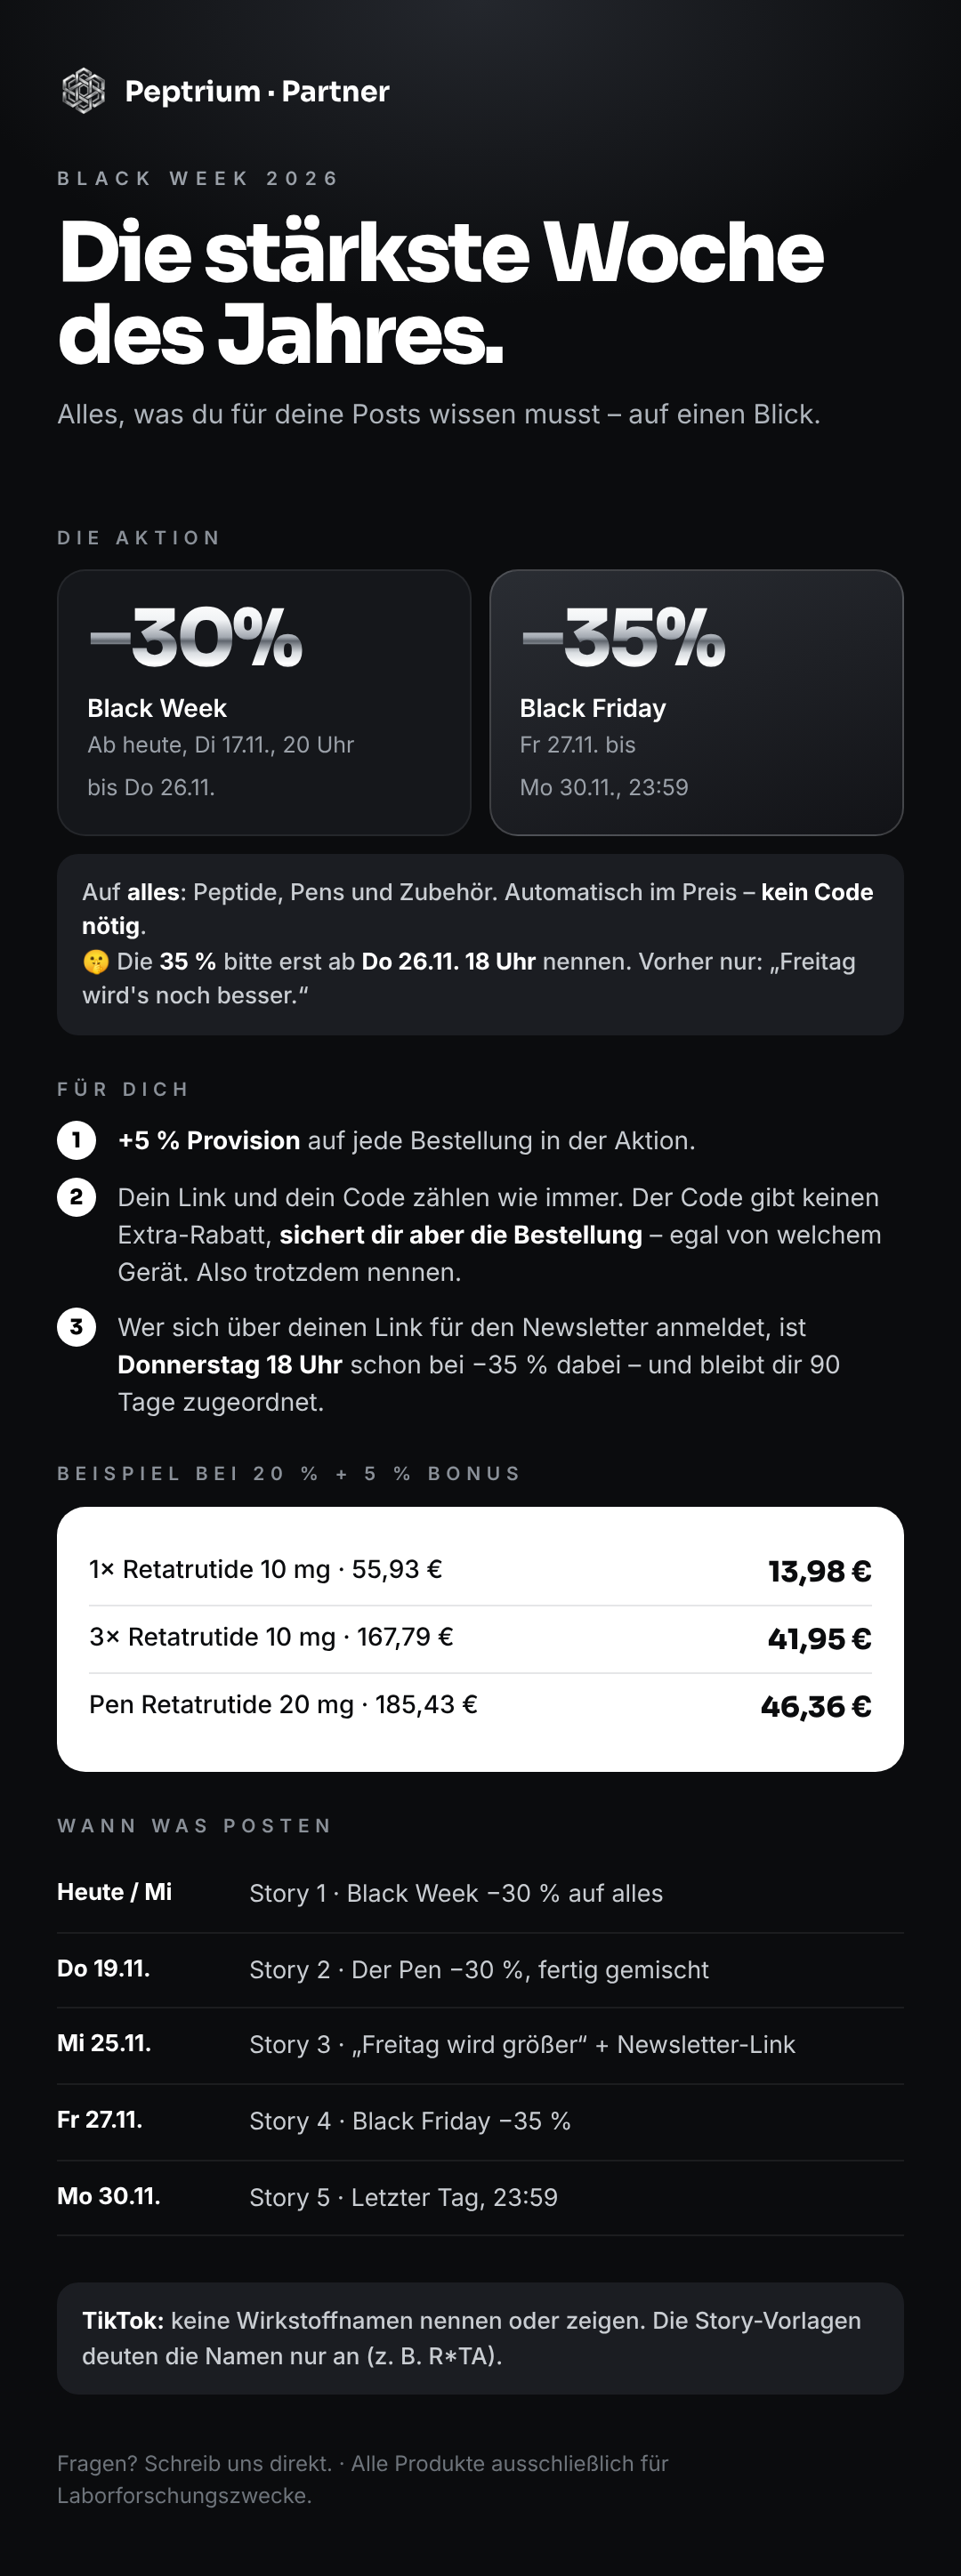 Peptrium · Partner
BLACK WEEK 2026
Die stärkste Woche
des Jahres.
Alles, was du für deine Posts wissen musst – auf einen Blick.
DIE AKTION
−30%
Black Week
Ab heute, Di 17.11., 20 Uhr
bis Do 26.11.
−35%
Black Friday
Fr 27.11. bis
Mo 30.11., 23:59
Auf alles: Peptide, Pens und Zubehör. Automatisch im Preis – kein Code
nötig.
🤫 Die 35 % bitte erst ab Do 26.11. 18 Uhr nennen. Vorher nur: „Freitag
wird's noch besser.“
FÜR DICH
1 +5 % Provision auf jede Bestellung in der Aktion.
2 Dein Link und dein Code zählen wie immer. Der Code gibt keinen
Extra-Rabatt, sichert dir aber die Bestellung – egal von welchem
Gerät. Also trotzdem nennen.
3 Wer sich über deinen Link für den Newsletter anmeldet, ist
Donnerstag 18 Uhr schon bei −35 % dabei – und bleibt dir 90
Tage zugeordnet.
BEISPIEL BEI 20 % + 5 % BONUS
1× Retatrutide 10 mg · 55,93 € 13,98 €
3× Retatrutide 10 mg · 167,79 € 41,95 €
Pen Retatrutide 20 mg · 185,43 € 46,36 €
WANN WAS POSTEN
Heute / Mi Story 1 · Black Week −30 % auf alles
Do 19.11. Story 2 · Der Pen −30 %, fertig gemischt
Mi 25.11. Story 3 · „Freitag wird größer“ + Newsletter-Link
Fr 27.11. Story 4 · Black Friday −35 %
Mo 30.11. Story 5 · Letzter Tag, 23:59
TikTok: keine Wirkstoffnamen nennen oder zeigen. Die Story-Vorlagen
deuten die Namen nur an (z. B. R*TA).
Fragen? Schreib uns direkt. · Alle Produkte ausschließlich für
Laborforschungszwecke.